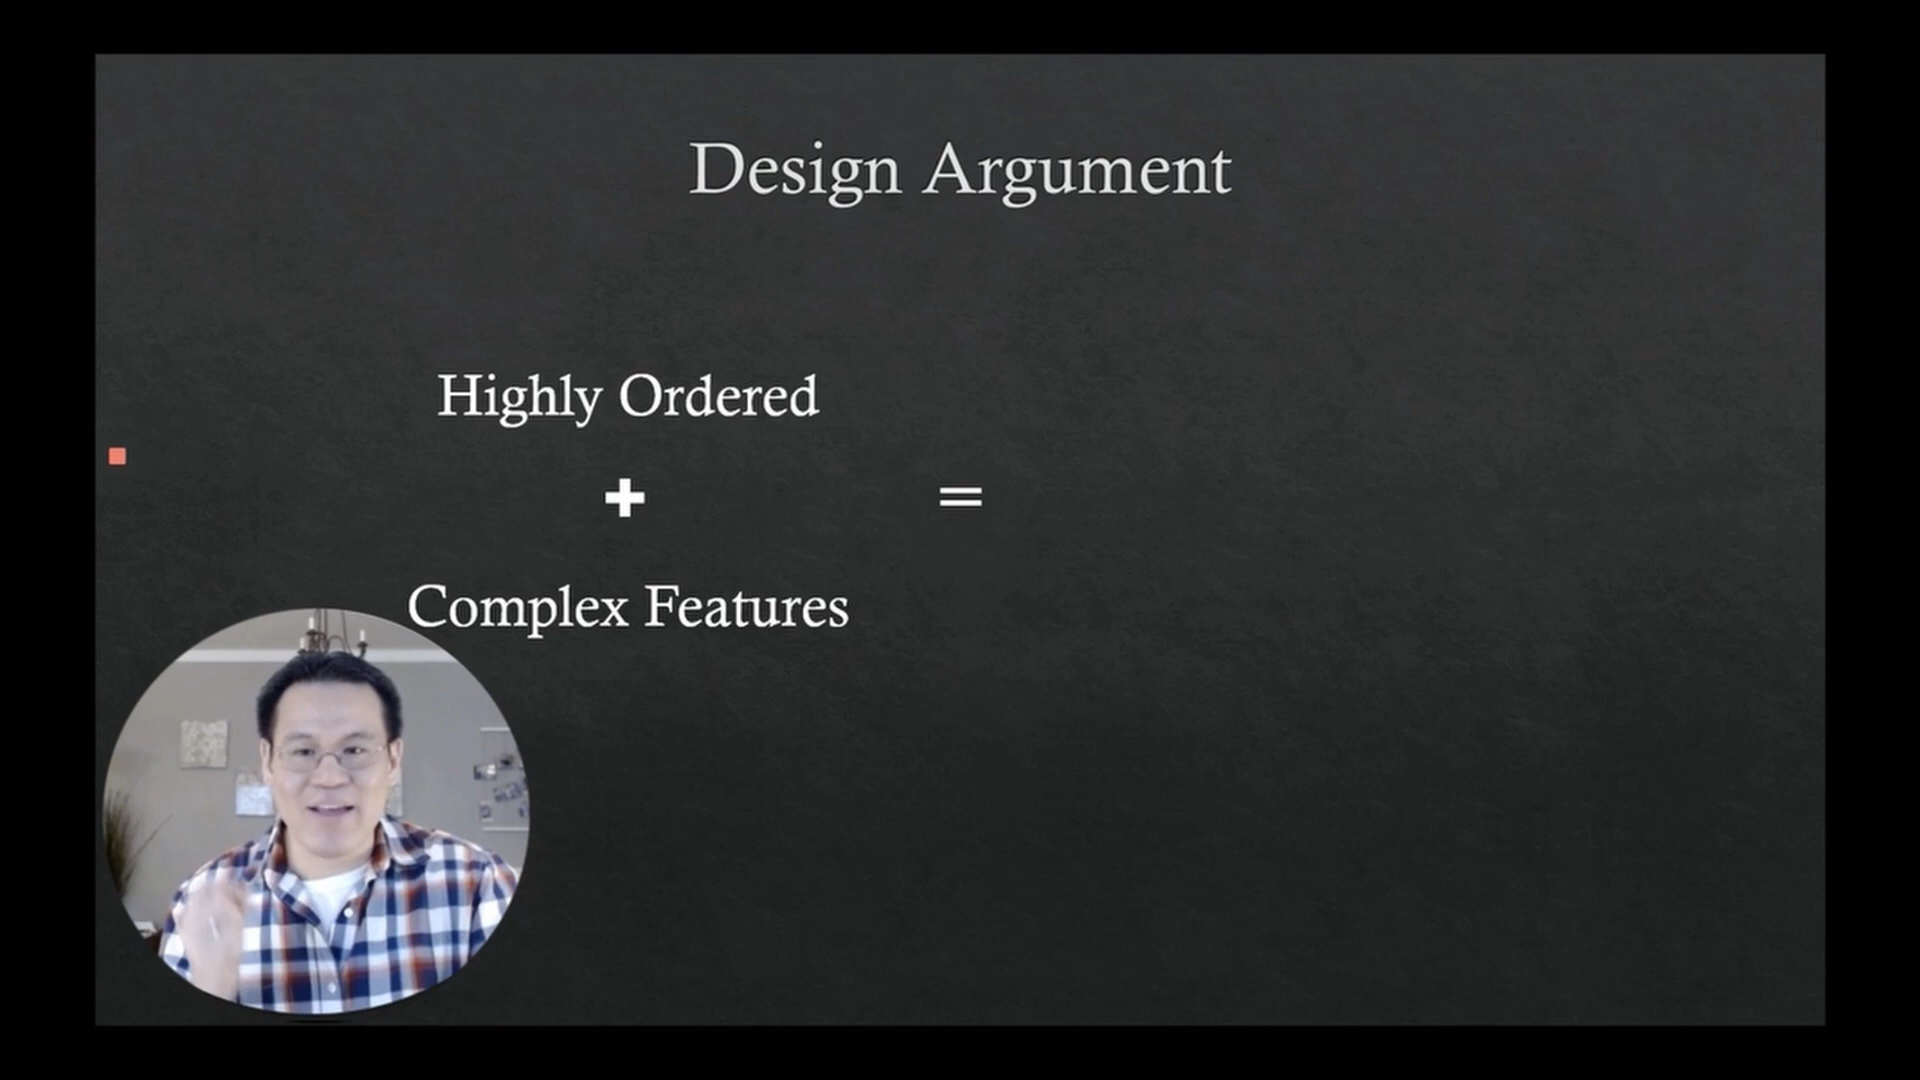 Design Argument
Highly Ordered
+ =
Complex Features